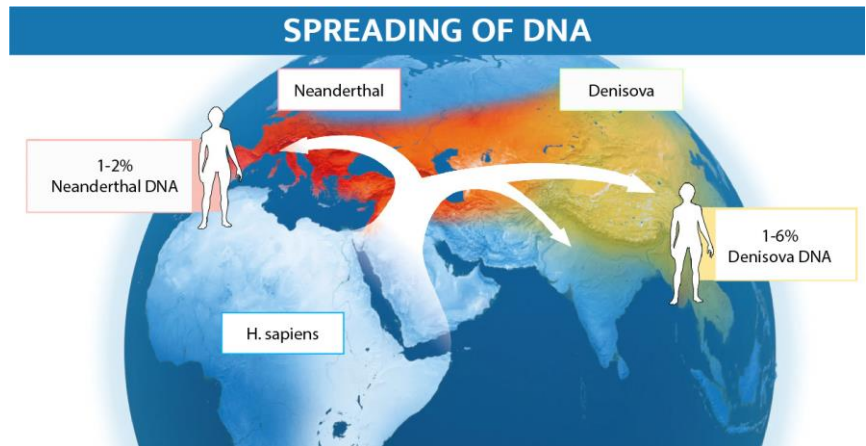 SPREADING OF DNA
Neanderthal
Denisova
1-2%
Neanderthal DNA
1-6%
Denisova DNA
H. sapiens